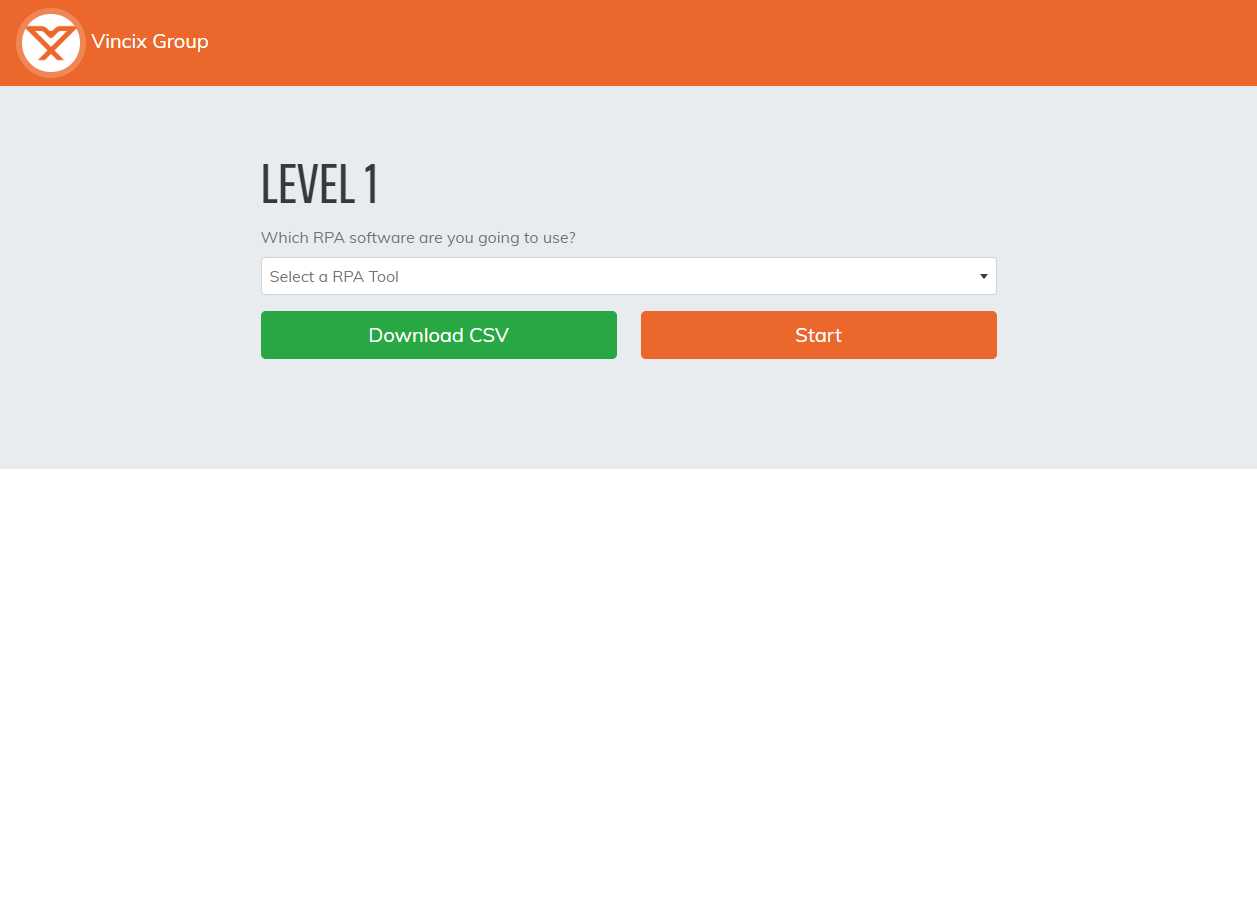 Vincix Group
LEVEL 1
Which RPA software are you going to use?
Select a RPA Tool
Download CSV
Start